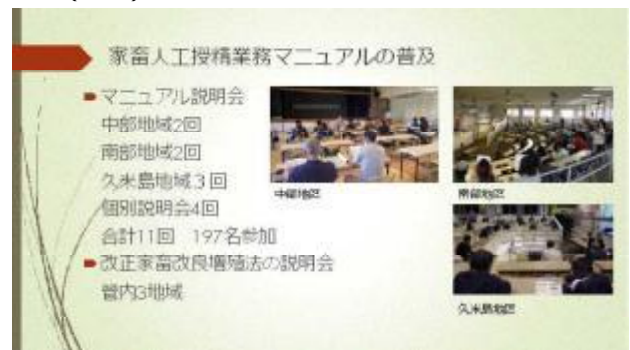 家畜人工授精業務マニュアルの普及
マニュアル説明会
中部地域2回
南部地域2回
久米島地域３回
個別説明会4回
合計11回　197名参加
改正家畜改良増殖法の説明会
管内3地域
中部地区
南部地区
久米島地区